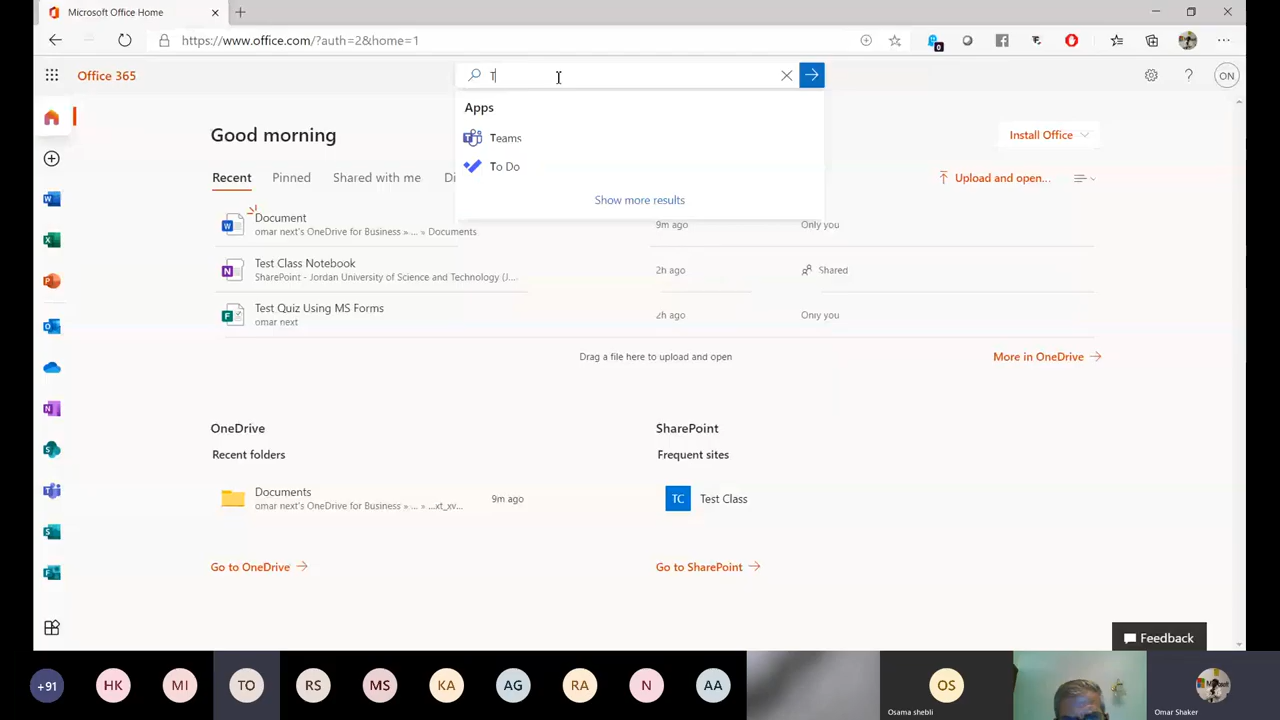 Microsoft Office Home
https://www.office.com/?auth=2&home=1
Office 365
T
ON
Apps
Teams
To Do
Show more results
Good morning
Install Office
Recent
Pinned
Shared with me
Di
Upload and open...
Document
omar next's OneDrive for Business » ... » Documents
9m ago
Only you
Test Class Notebook
SharePoint - Jordan University of Science and Technology (J...
2h ago
Shared
Test Quiz Using MS Forms
omar next
2h ago
Only you
Drag a file here to upload and open
More in OneDrive
OneDrive
Recent folders
Documents
omar next's OneDrive for Business » ... » ...xt_xv...
9m ago
Go to OneDrive
SharePoint
Frequent sites
TC
Test Class
Go to SharePoint
Feedback
+91
HK
MI
TO
RS
MS
KA
AG
RA
N
AA
OS
Osama shebli
Omar Shaker